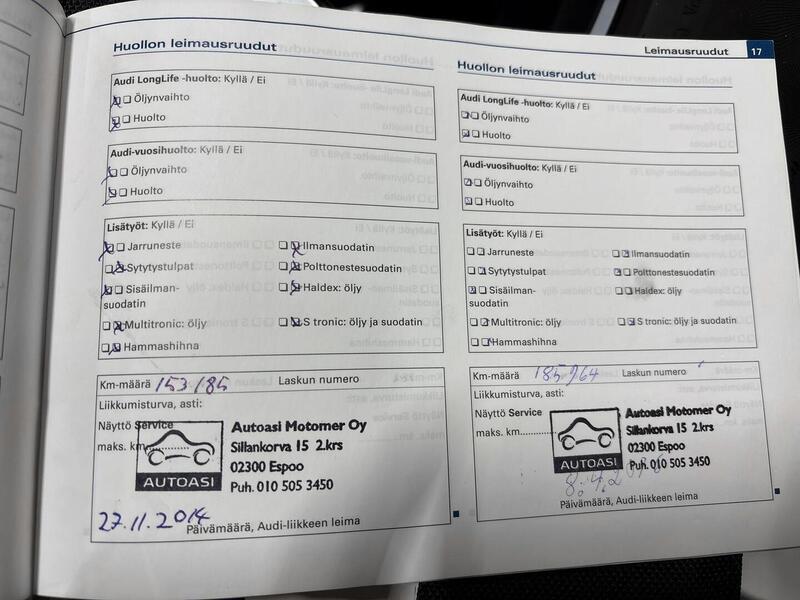 Leimausruudut 17
Huollon leimausruudut
Audi LongLife -huolto: Kyllä / Ei
Öljynvaihto
Huolto
Audi-vuosihuolto: Kyllä / Ei
Öljynvaihto
Huolto
Lisätyöt: Kyllä / Ei
Jarruneste
Ilmansuodatin
Sytytystulpat
Polttonestesuodatin
Sisäilman-
suodatin
Haldex: öljy
Multitronic: öljy
S tronic: öljy ja suodatin
Hammashihna
Km-määrä 153185 Laskun numero
Liikkumisturva, asti:
Näyttö Service
maks. km
Autoasi Motomer Oy
Sillankorva 15 2.krs
02300 Espoo
Puh. 010 505 3450
AUTOASI
27.11.2014
Päivämäärä, Audi-liikkeen leima
Huollon leimausruudut
Audi LongLife -huolto: Kyllä / Ei
Öljynvaihto
Huolto
Audi-vuosihuolto: Kyllä / Ei
Öljynvaihto
Huolto
Lisätyöt: Kyllä / Ei
Jarruneste
Ilmansuodatin
Sytytystulpat
Polttonestesuodatin
Sisäilman-
suodatin
Haldex: öljy
Multitronic: öljy
S tronic: öljy ja suodatin
Hammashihna
Km-määrä 185964 Laskun numero
Liikkumisturva, asti:
Näyttö Service
maks. km............
Autoasi Motomer Oy
Sillankorva 15 2.krs
02300 Espoo
Puh. 010 505 3450
AUTOASI
Päivämäärä, Audi-liikkeen leima